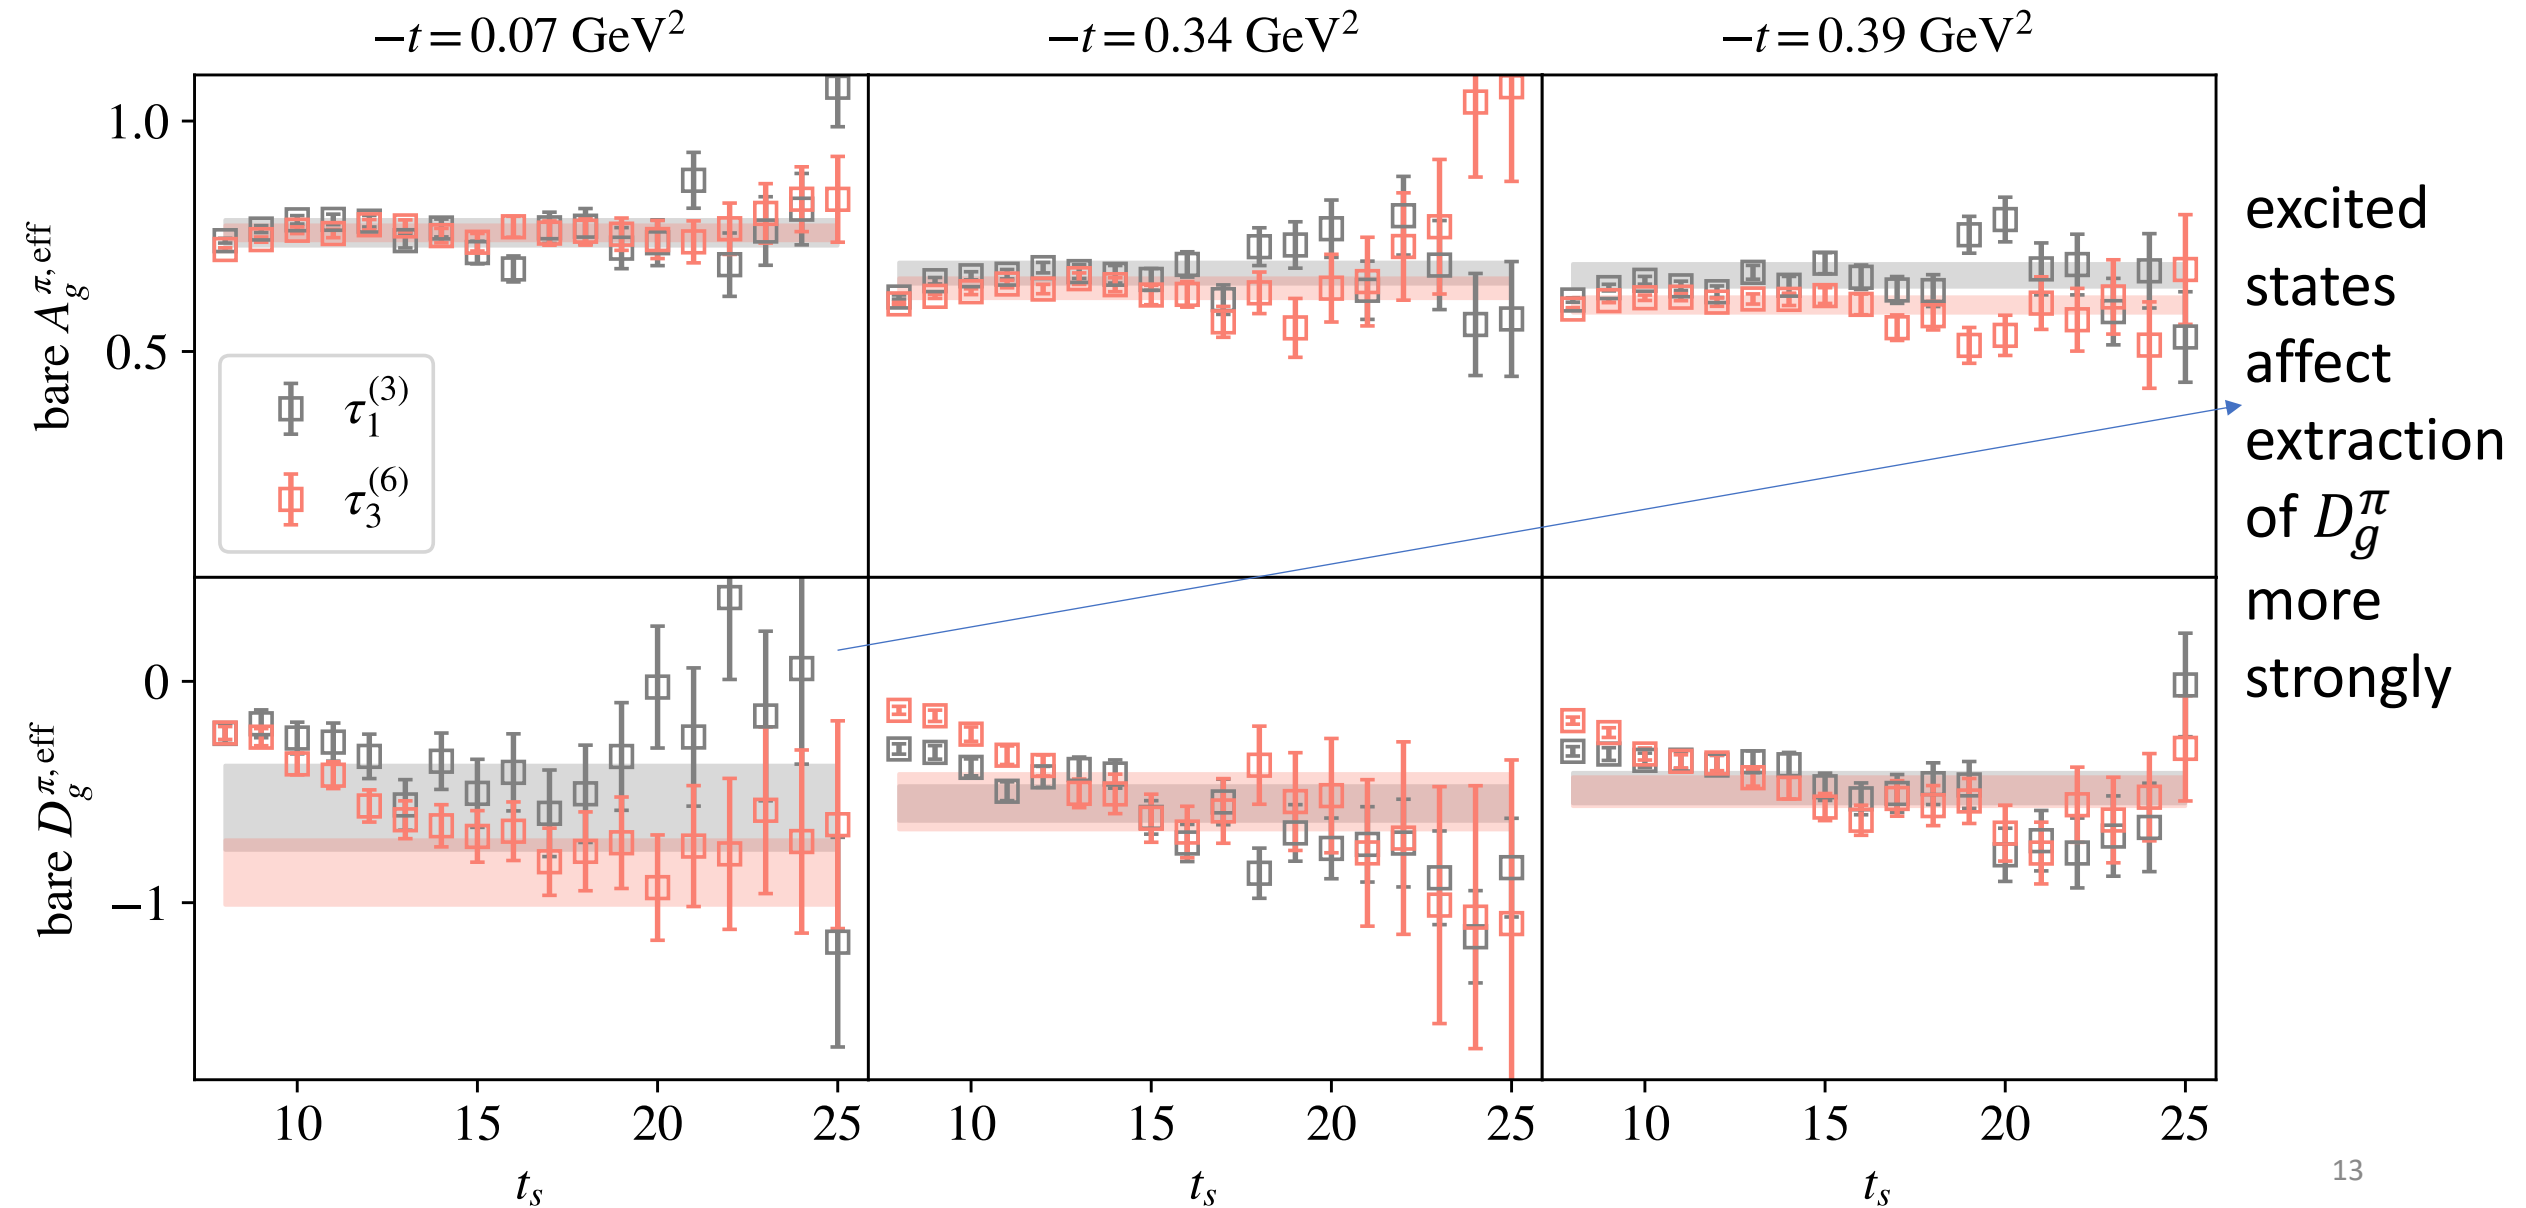 −t = 0.07 GeV²
−t = 0.34 GeV²
−t = 0.39 GeV²
bare A_g^{π, eff}
1.0
0.5
τ_1^{(3)}
τ_3^{(6)}
bare D_g^{π, eff}
0
−1
10 15 20 25
10 15 20 25
10 15 20 25
t_s
t_s
t_s
excited
states
affect
extraction
of D_g^π
more
strongly
13